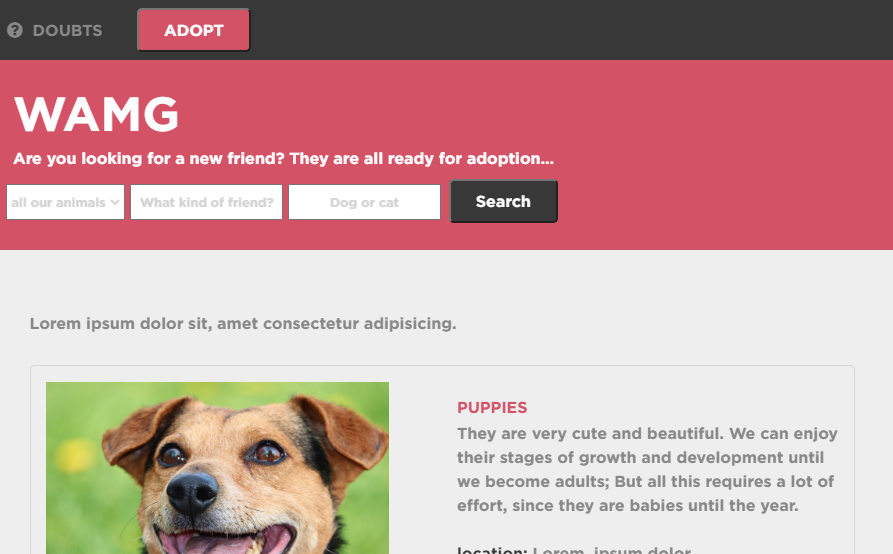 DOUBTS
ADOPT
WAMG
Are you looking for a new friend? They are all ready for adoption...
all our animals
What kind of friend?
Dog or cat
Search
Lorem ipsum dolor sit, amet consectetur adipisicing.
PUPPIES
They are very cute and beautiful. We can enjoy
their stages of growth and development until
we become adults; But all this requires a lot of
effort, since they are babies until the year.
location: Lorem, ipsum dolor